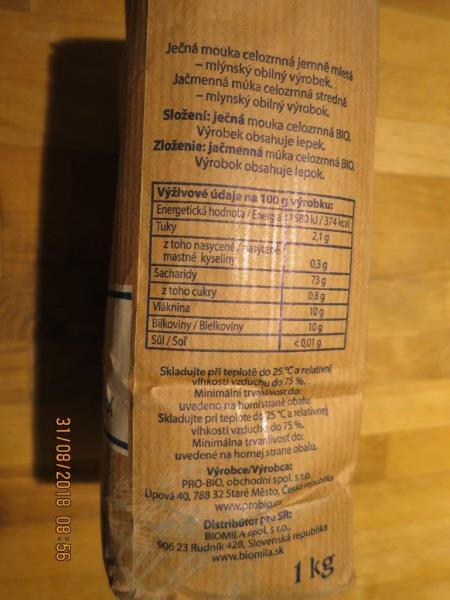 Ječná mouka celozrnná jemně mletá
– mlýnský obilný výrobek.
Jačmenná múka celozrnná stredná
– mlynský obilný výrobok.
Složení: ječná mouka celozrnná BIO.
Výrobek obsahuje lepek.
Zloženie: jačmenná múka celozrnná BIO.
Výrobok obsahuje lepok.
Výživové údaje na 100 g výrobku:
Energetická hodnota / Energia 1580 kJ / 374 kcal
Tuky 2,1 g
z toho nasycené / nasýtené
mastné kyseliny 0,3 g
Sacharidy 73 g
z toho cukry 0,8 g
Vláknina 10 g
Bílkoviny / Bielkoviny 10 g
Sůl / Soľ < 0,01 g
Skladujte při teplotě do 25 °C a relativní
vlhkosti vzduchu do 75 %.
Minimální trvanlivost do:
uvedeno na horní straně obalu.
Skladujte pri teplote do 25 °C a relatívnej
vlhkosti vzduchu do 75 %.
Minimálna trvanlivosť do:
uvedené na hornej strane obalu.
Výrobce/Výrobca:
PRO-BIO, obchodní spol. s r.o.
Lipová 40, 788 32 Staré Město, Česká republika
www.probio.cz
Distribútor pre SR:
BIOMILA spol. s r.o.,
906 23 Rudník 428, Slovenská republika
www.biomila.sk
1 kg
31/08/2018 08:56